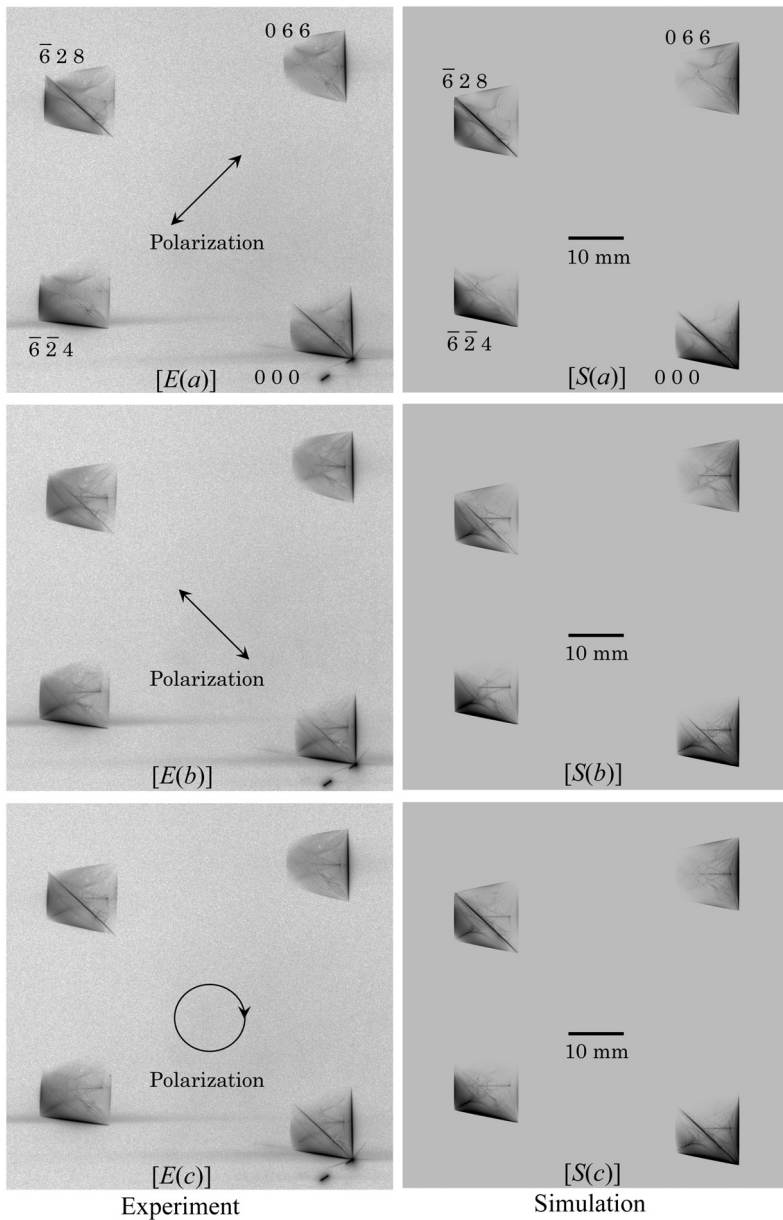 6̅ 2 8
0 6 6
Polarization
6̅ 2̅ 4
[E(a)]
0 0 0
6̅ 2 8
0 6 6
10 mm
6̅ 2̅ 4
[S(a)]
0 0 0
Polarization
[E(b)]
10 mm
[S(b)]
Polarization
[E(c)]
10 mm
[S(c)]
Experiment
Simulation